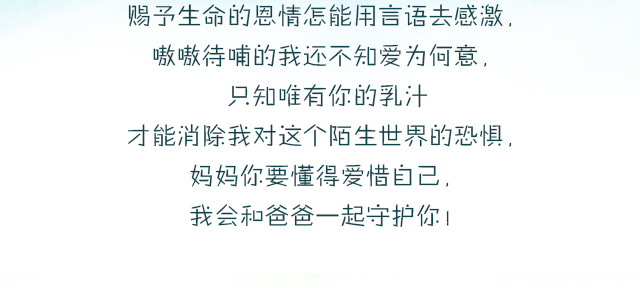 赐予生命的恩情怎能用言语去感激，
嗷嗷待哺的我还不知爱为何意，
只知唯有你的乳汁
才能消除我对这个陌生世界的恐惧，
妈妈你要懂得爱惜自己，
我会和爸爸一起守护你！